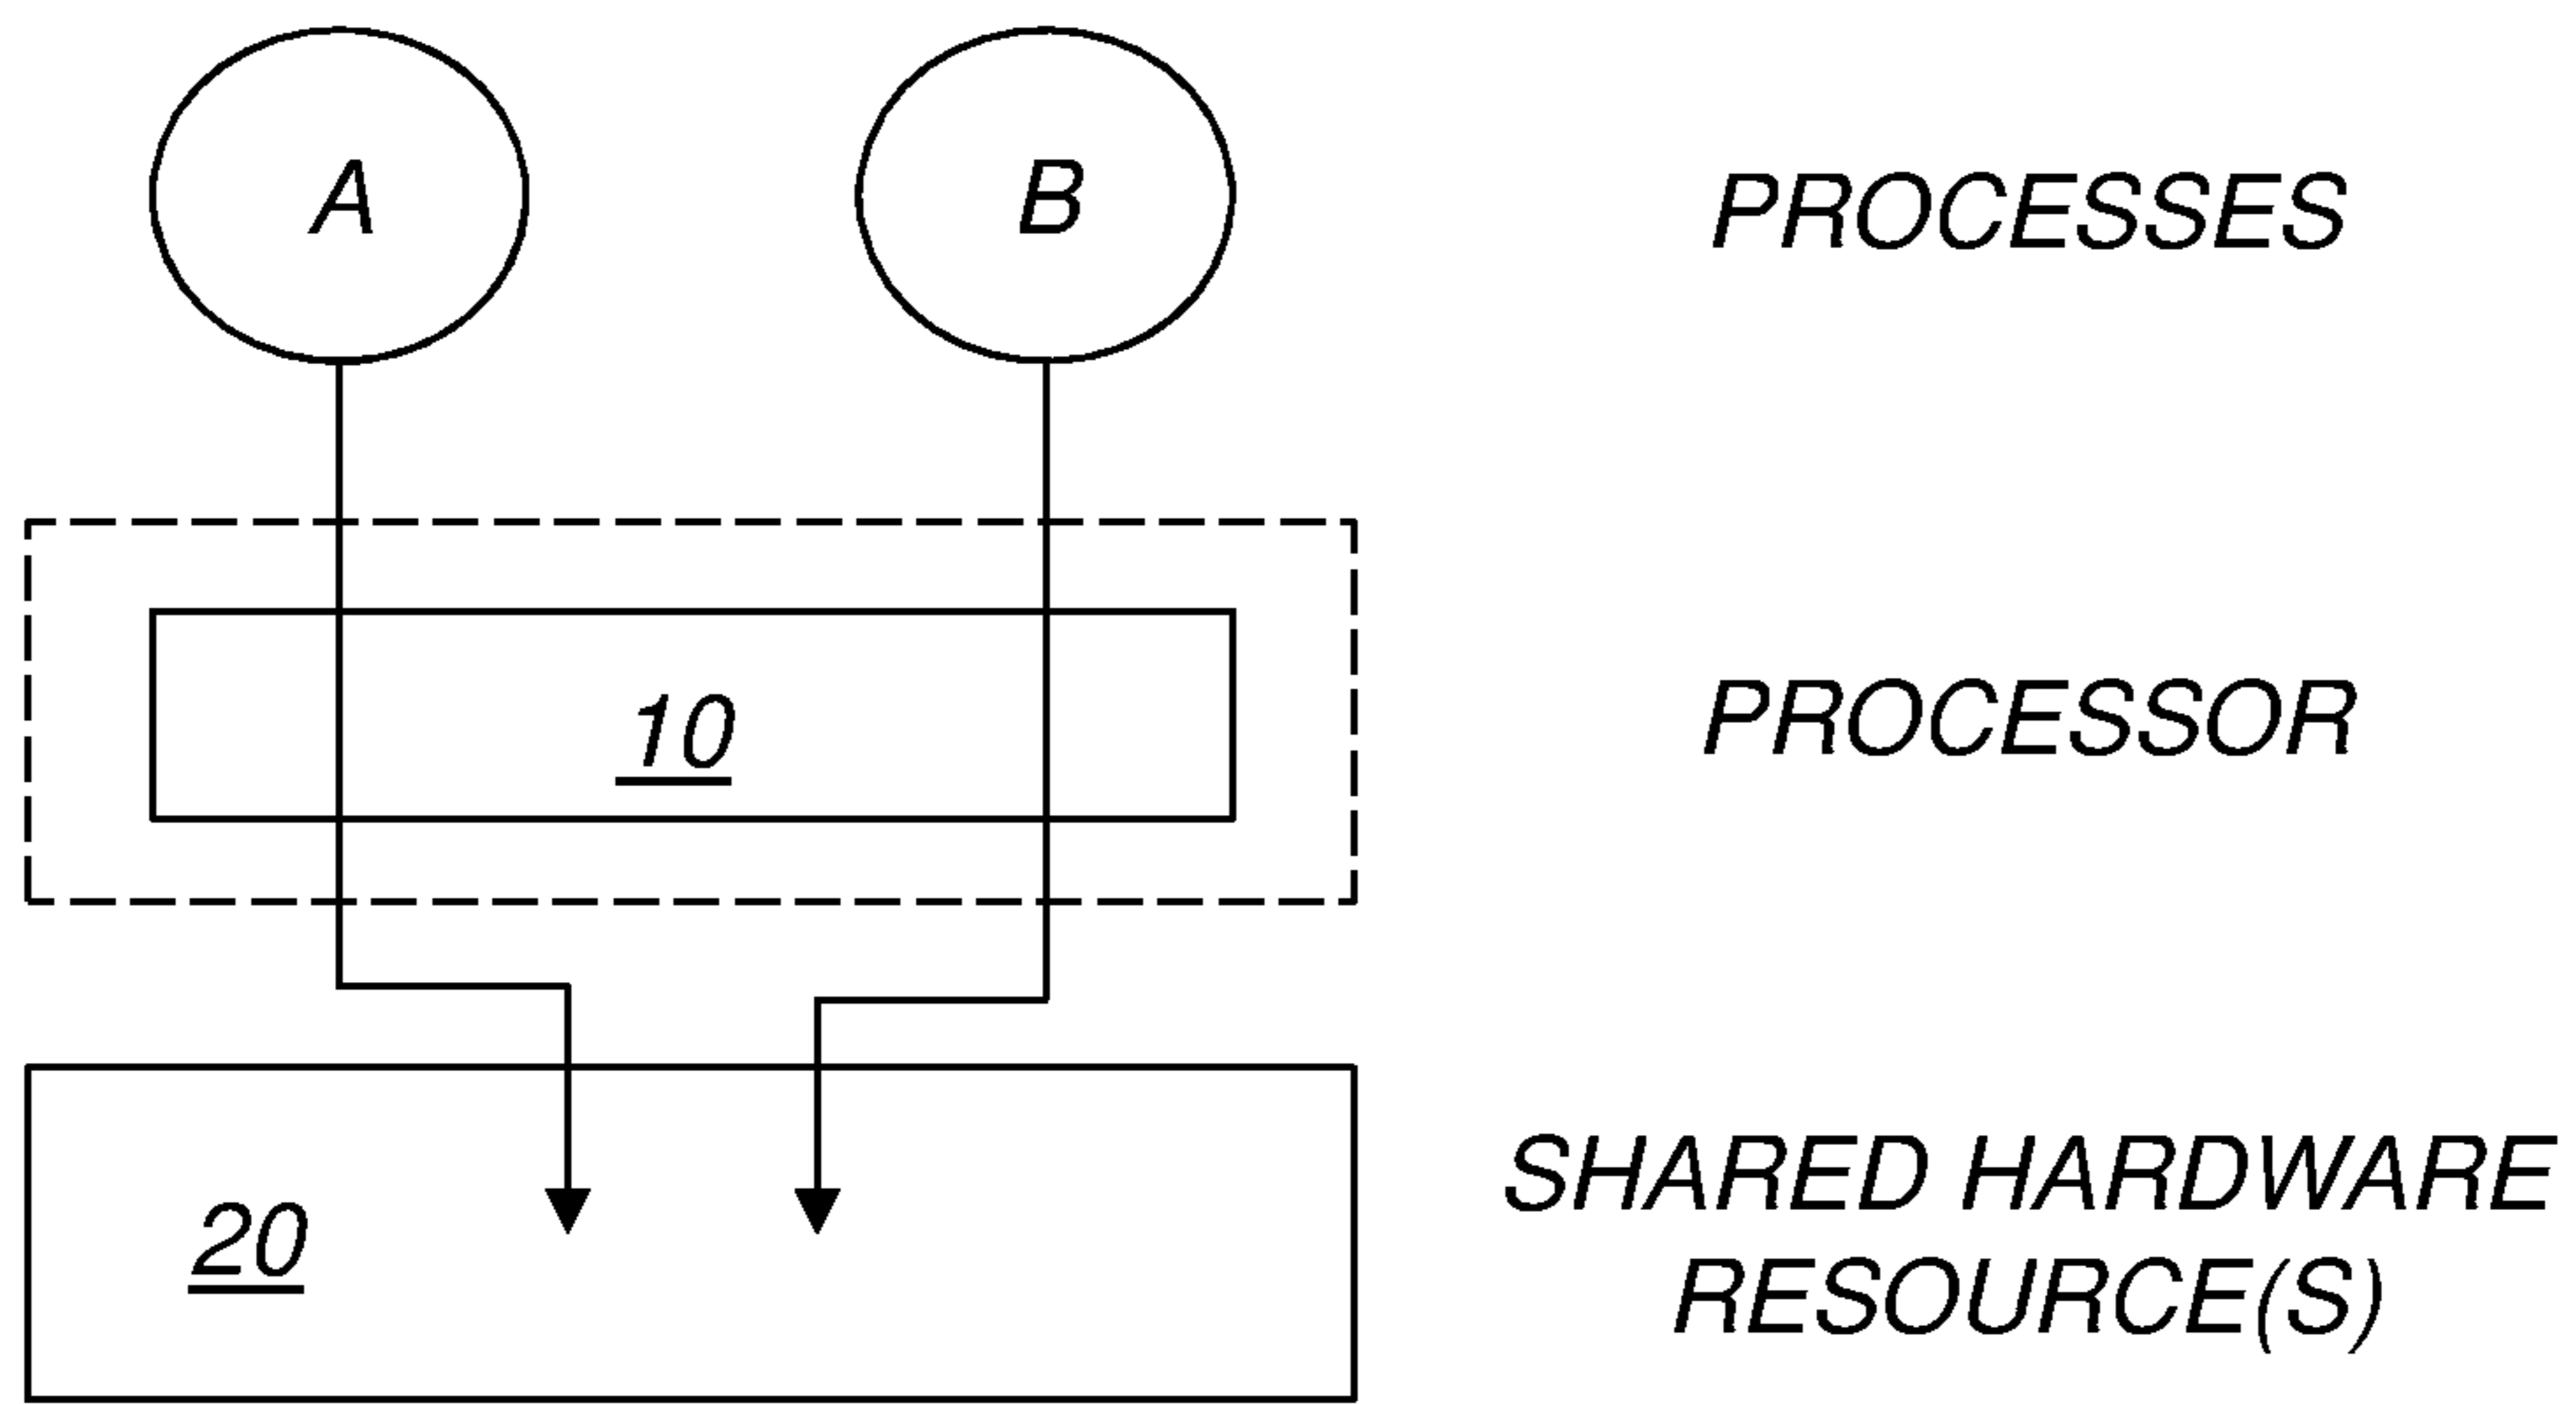 A
B
PROCESSES
10
PROCESSOR
20
SHARED HARDWARE
RESOURCE(S)